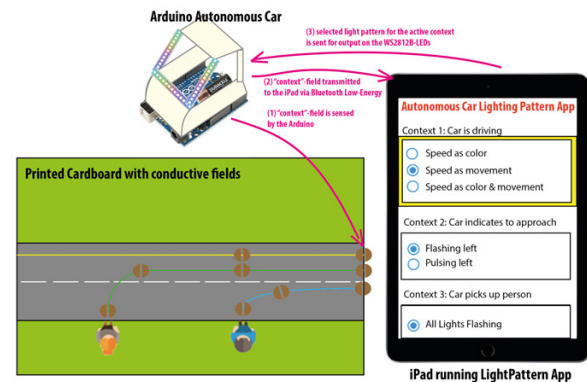 Arduino Autonomous Car
(3) selected light pattern for the active context
is sent for output on the WS2812B-LEDs
(2) "context"-field transmitted
to the iPad via Bluetooth Low-Energy
(1) "context"-field is sensed
by the Arduino
Printed Cardboard with conductive fields
Autonomous Car Lighting Pattern App
Context 1: Car is driving
Speed as color
Speed as movement
Speed as color & movement
Context 2: Car indicates to approach
Flashing left
Pulsing left
Context 3: Car picks up person
All Lights Flashing
iPad running LightPattern App